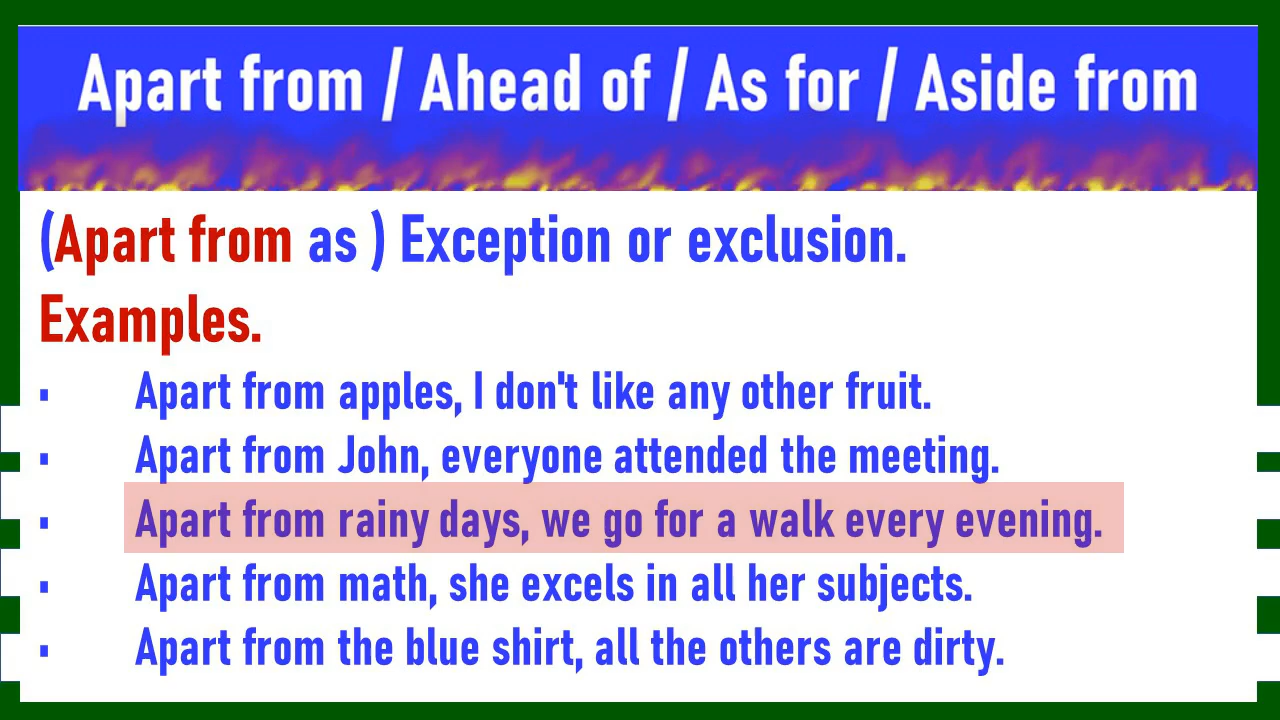 Apart from / Ahead of / As for / Aside from
(Apart from as ) Exception or exclusion.
Examples.
▪ Apart from apples, I don't like any other fruit.
▪ Apart from John, everyone attended the meeting.
▪ Apart from rainy days, we go for a walk every evening.
▪ Apart from math, she excels in all her subjects.
▪ Apart from the blue shirt, all the others are dirty.